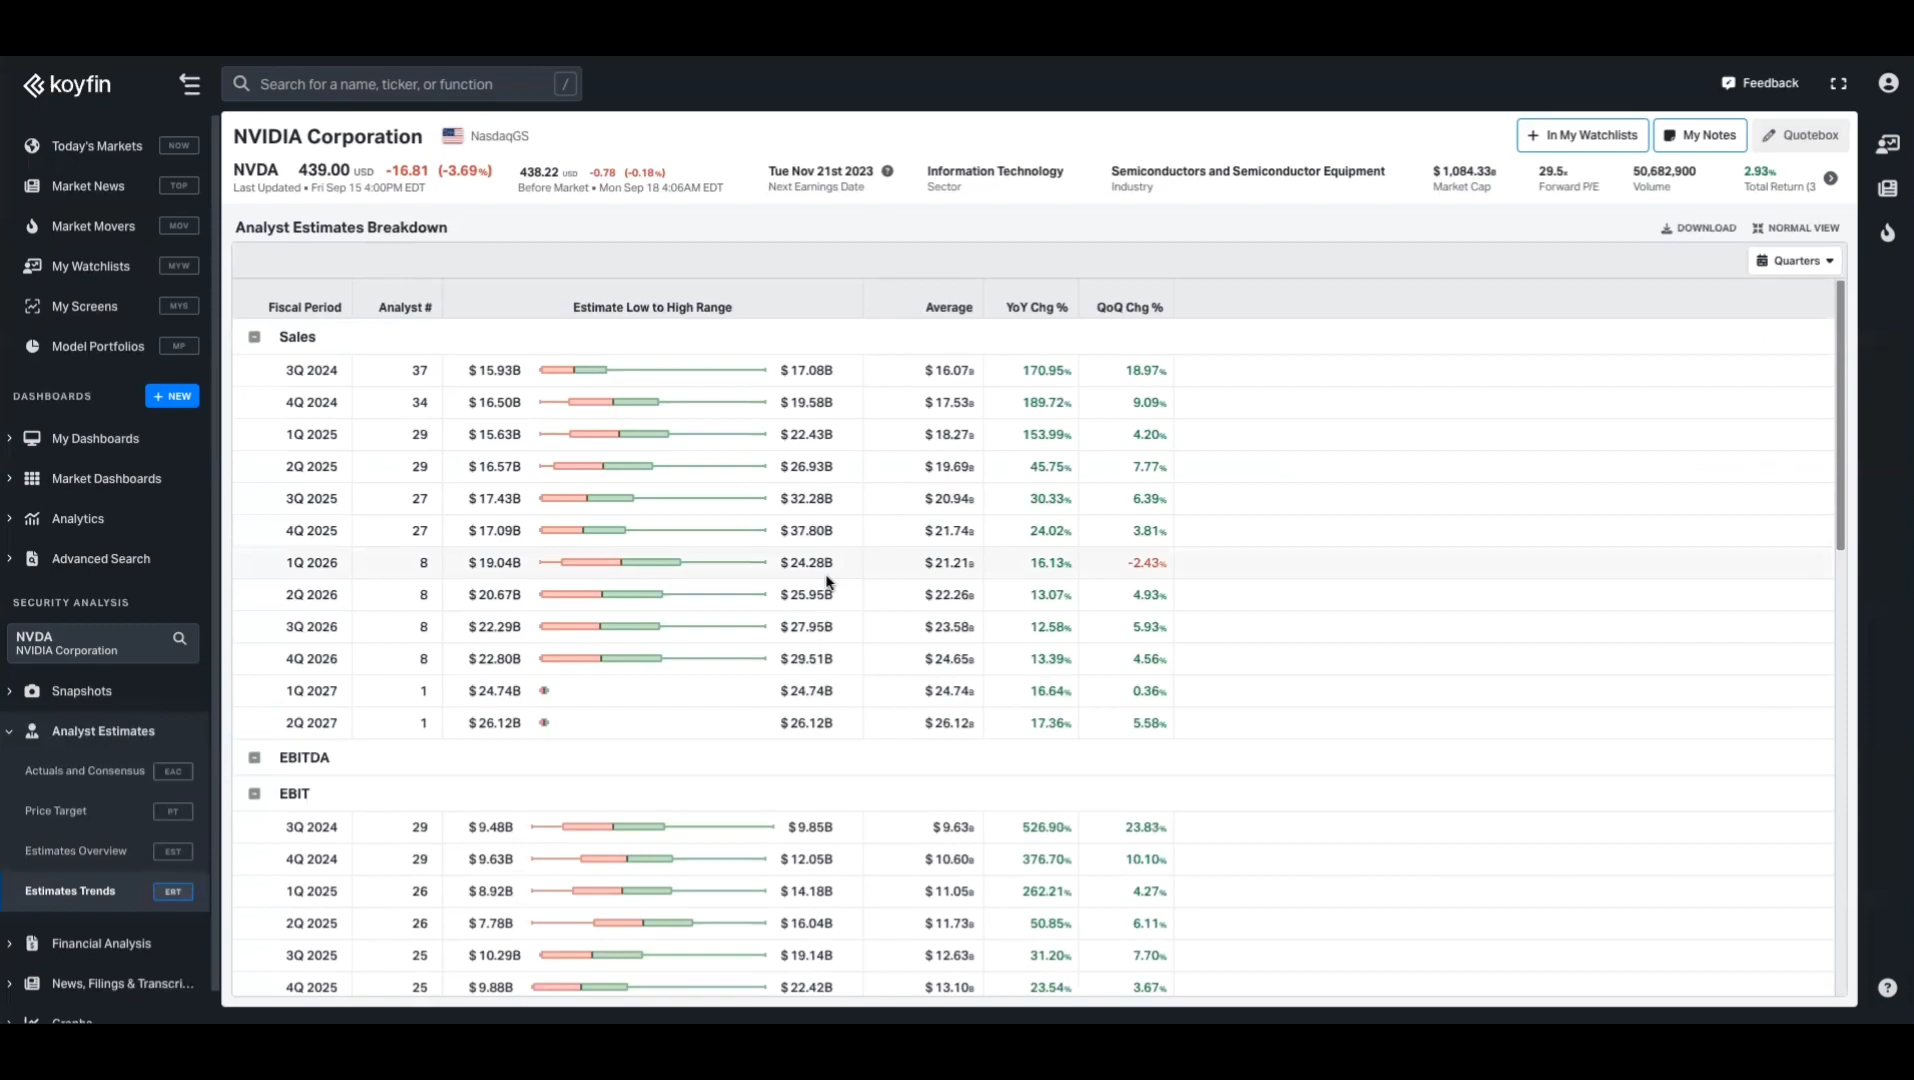 koyfin
Search for a name, ticker, or function /
Feedback
Today's Markets NOW
Market News TOP
Market Movers MOV
My Watchlists MYW
My Screens MYS
Model Portfolios MP
DASHBOARDS + NEW
My Dashboards
Market Dashboards
Analytics
Advanced Search
SECURITY ANALYSIS
NVDA
NVIDIA Corporation
Snapshots
Analyst Estimates
Actuals and Consensus EAC
Price Target PT
Estimates Overview EST
Estimates Trends ERT
Financial Analysis
News, Filings & Transcri...
NVIDIA Corporation NasdaqGS
+ In My Watchlists My Notes Quotebox
NVDA 439.00 USD -16.81 (-3.69%) 438.22 USD -0.78 (-0.18%) Tue Nov 21st 2023 Information Technology Semiconductors and Semiconductor Equipment $1,084.33B 29.5x 50,682,900 2.93%
Last Updated • Fri Sep 15 4:00PM EDT Before Market • Mon Sep 18 4:06AM EDT Next Earnings Date Sector Industry Market Cap Forward P/E Volume Total Return (3
Analyst Estimates Breakdown DOWNLOAD NORMAL VIEW
Quarters
Fiscal Period Analyst # Estimate Low to High Range Average YoY Chg % QoQ Chg %
Sales
3Q 2024 37 $15.93B $17.08B $16.07B 170.95% 18.97%
4Q 2024 34 $16.50B $19.58B $17.53B 189.72% 9.09%
1Q 2025 29 $15.63B $22.43B $18.27B 153.99% 4.20%
2Q 2025 29 $16.57B $26.93B $19.69B 45.75% 7.77%
3Q 2025 27 $17.43B $32.28B $20.94B 30.33% 6.39%
4Q 2025 27 $17.09B $37.80B $21.74B 24.02% 3.81%
1Q 2026 8 $19.04B $24.28B $21.21B 16.13% -2.43%
2Q 2026 8 $20.67B $25.95B $22.26B 13.07% 4.93%
3Q 2026 8 $22.29B $27.95B $23.58B 12.58% 5.93%
4Q 2026 8 $22.80B $29.51B $24.65B 13.39% 4.56%
1Q 2027 1 $24.74B $24.74B $24.74B 16.64% 0.36%
2Q 2027 1 $26.12B $26.12B $26.12B 17.36% 5.58%
EBITDA
EBIT
3Q 2024 29 $9.48B $9.85B $9.63B 526.90% 23.83%
4Q 2024 29 $9.63B $12.05B $10.60B 376.70% 10.10%
1Q 2025 26 $8.92B $14.18B $11.05B 262.21% 4.27%
2Q 2025 26 $7.78B $16.04B $11.73B 50.85% 6.11%
3Q 2025 25 $10.29B $19.14B $12.63B 31.20% 7.70%
4Q 2025 25 $9.88B $22.42B $13.10B 23.54% 3.67%